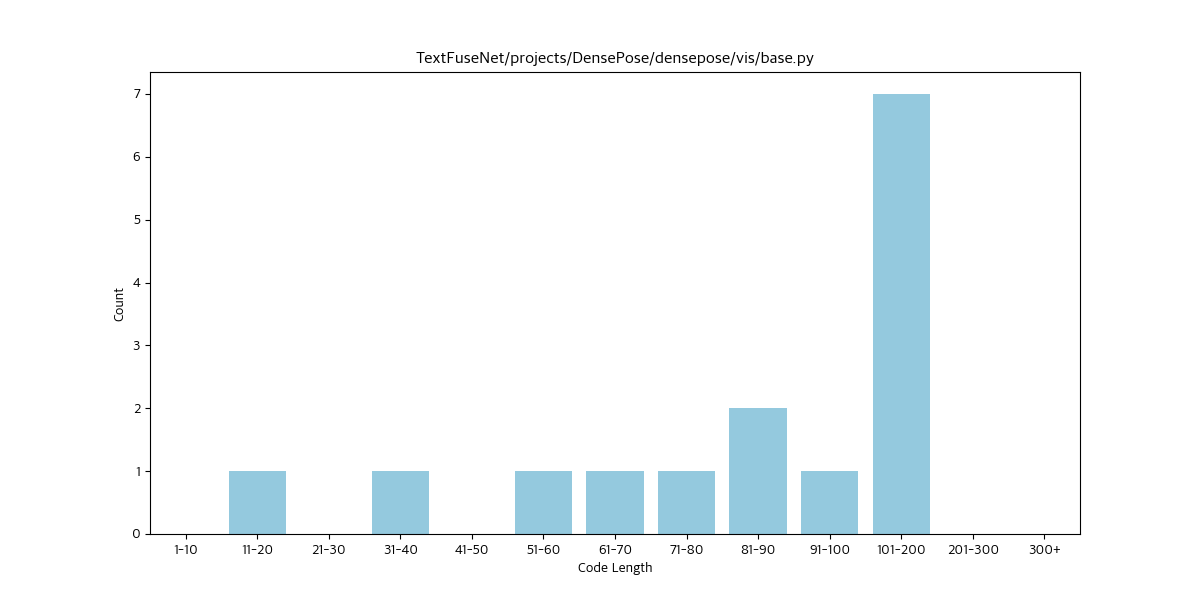 TextFuseNet/projects/DensePose/densepose/vis/base.py
7
6
5
4
3
2
1
0
Count
1-10 11-20 21-30 31-40 41-50 51-60 61-70 71-80 81-90 91-100 101-200 201-300 300+
Code Length